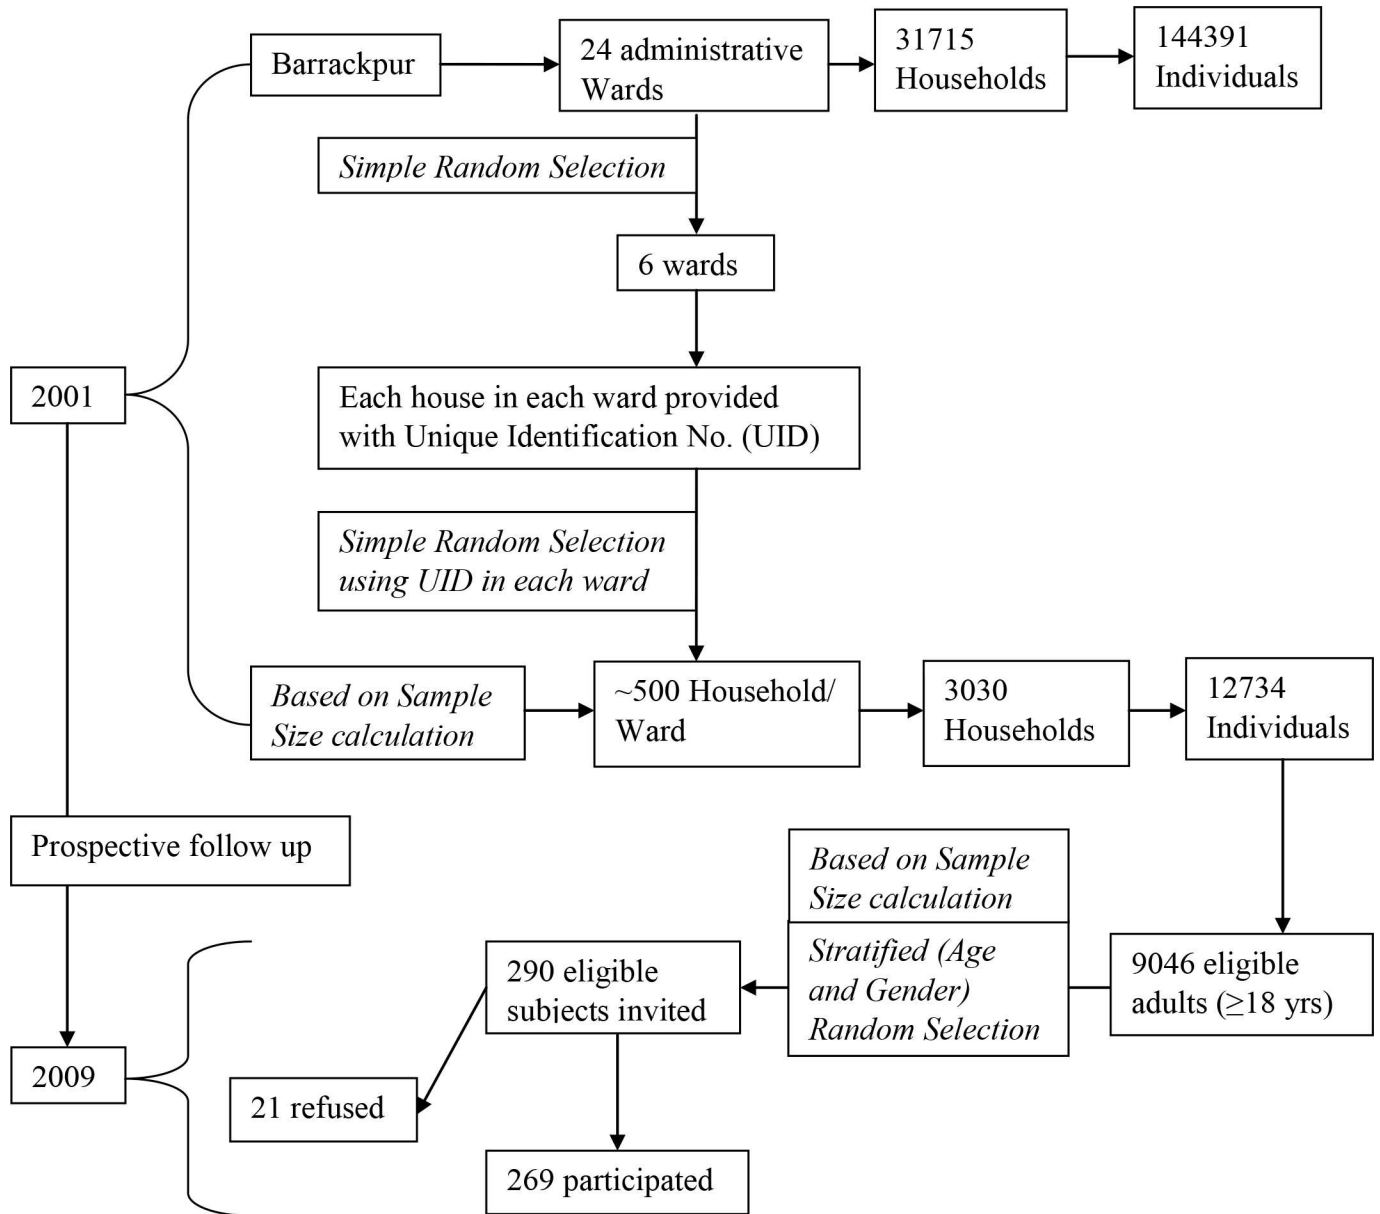 Barrackpur
24 administrative
Wards
31715
Households
144391
Individuals
Simple Random Selection
6 wards
2001
Each house in each ward provided
with Unique Identification No. (UID)
Simple Random Selection
using UID in each ward
Based on Sample
Size calculation
~500 Household/
Ward
3030
Households
12734
Individuals
Prospective follow up
Based on Sample
Size calculation
Stratified (Age
and Gender)
Random Selection
9046 eligible
adults (≥18 yrs)
290 eligible
subjects invited
2009
21 refused
269 participated